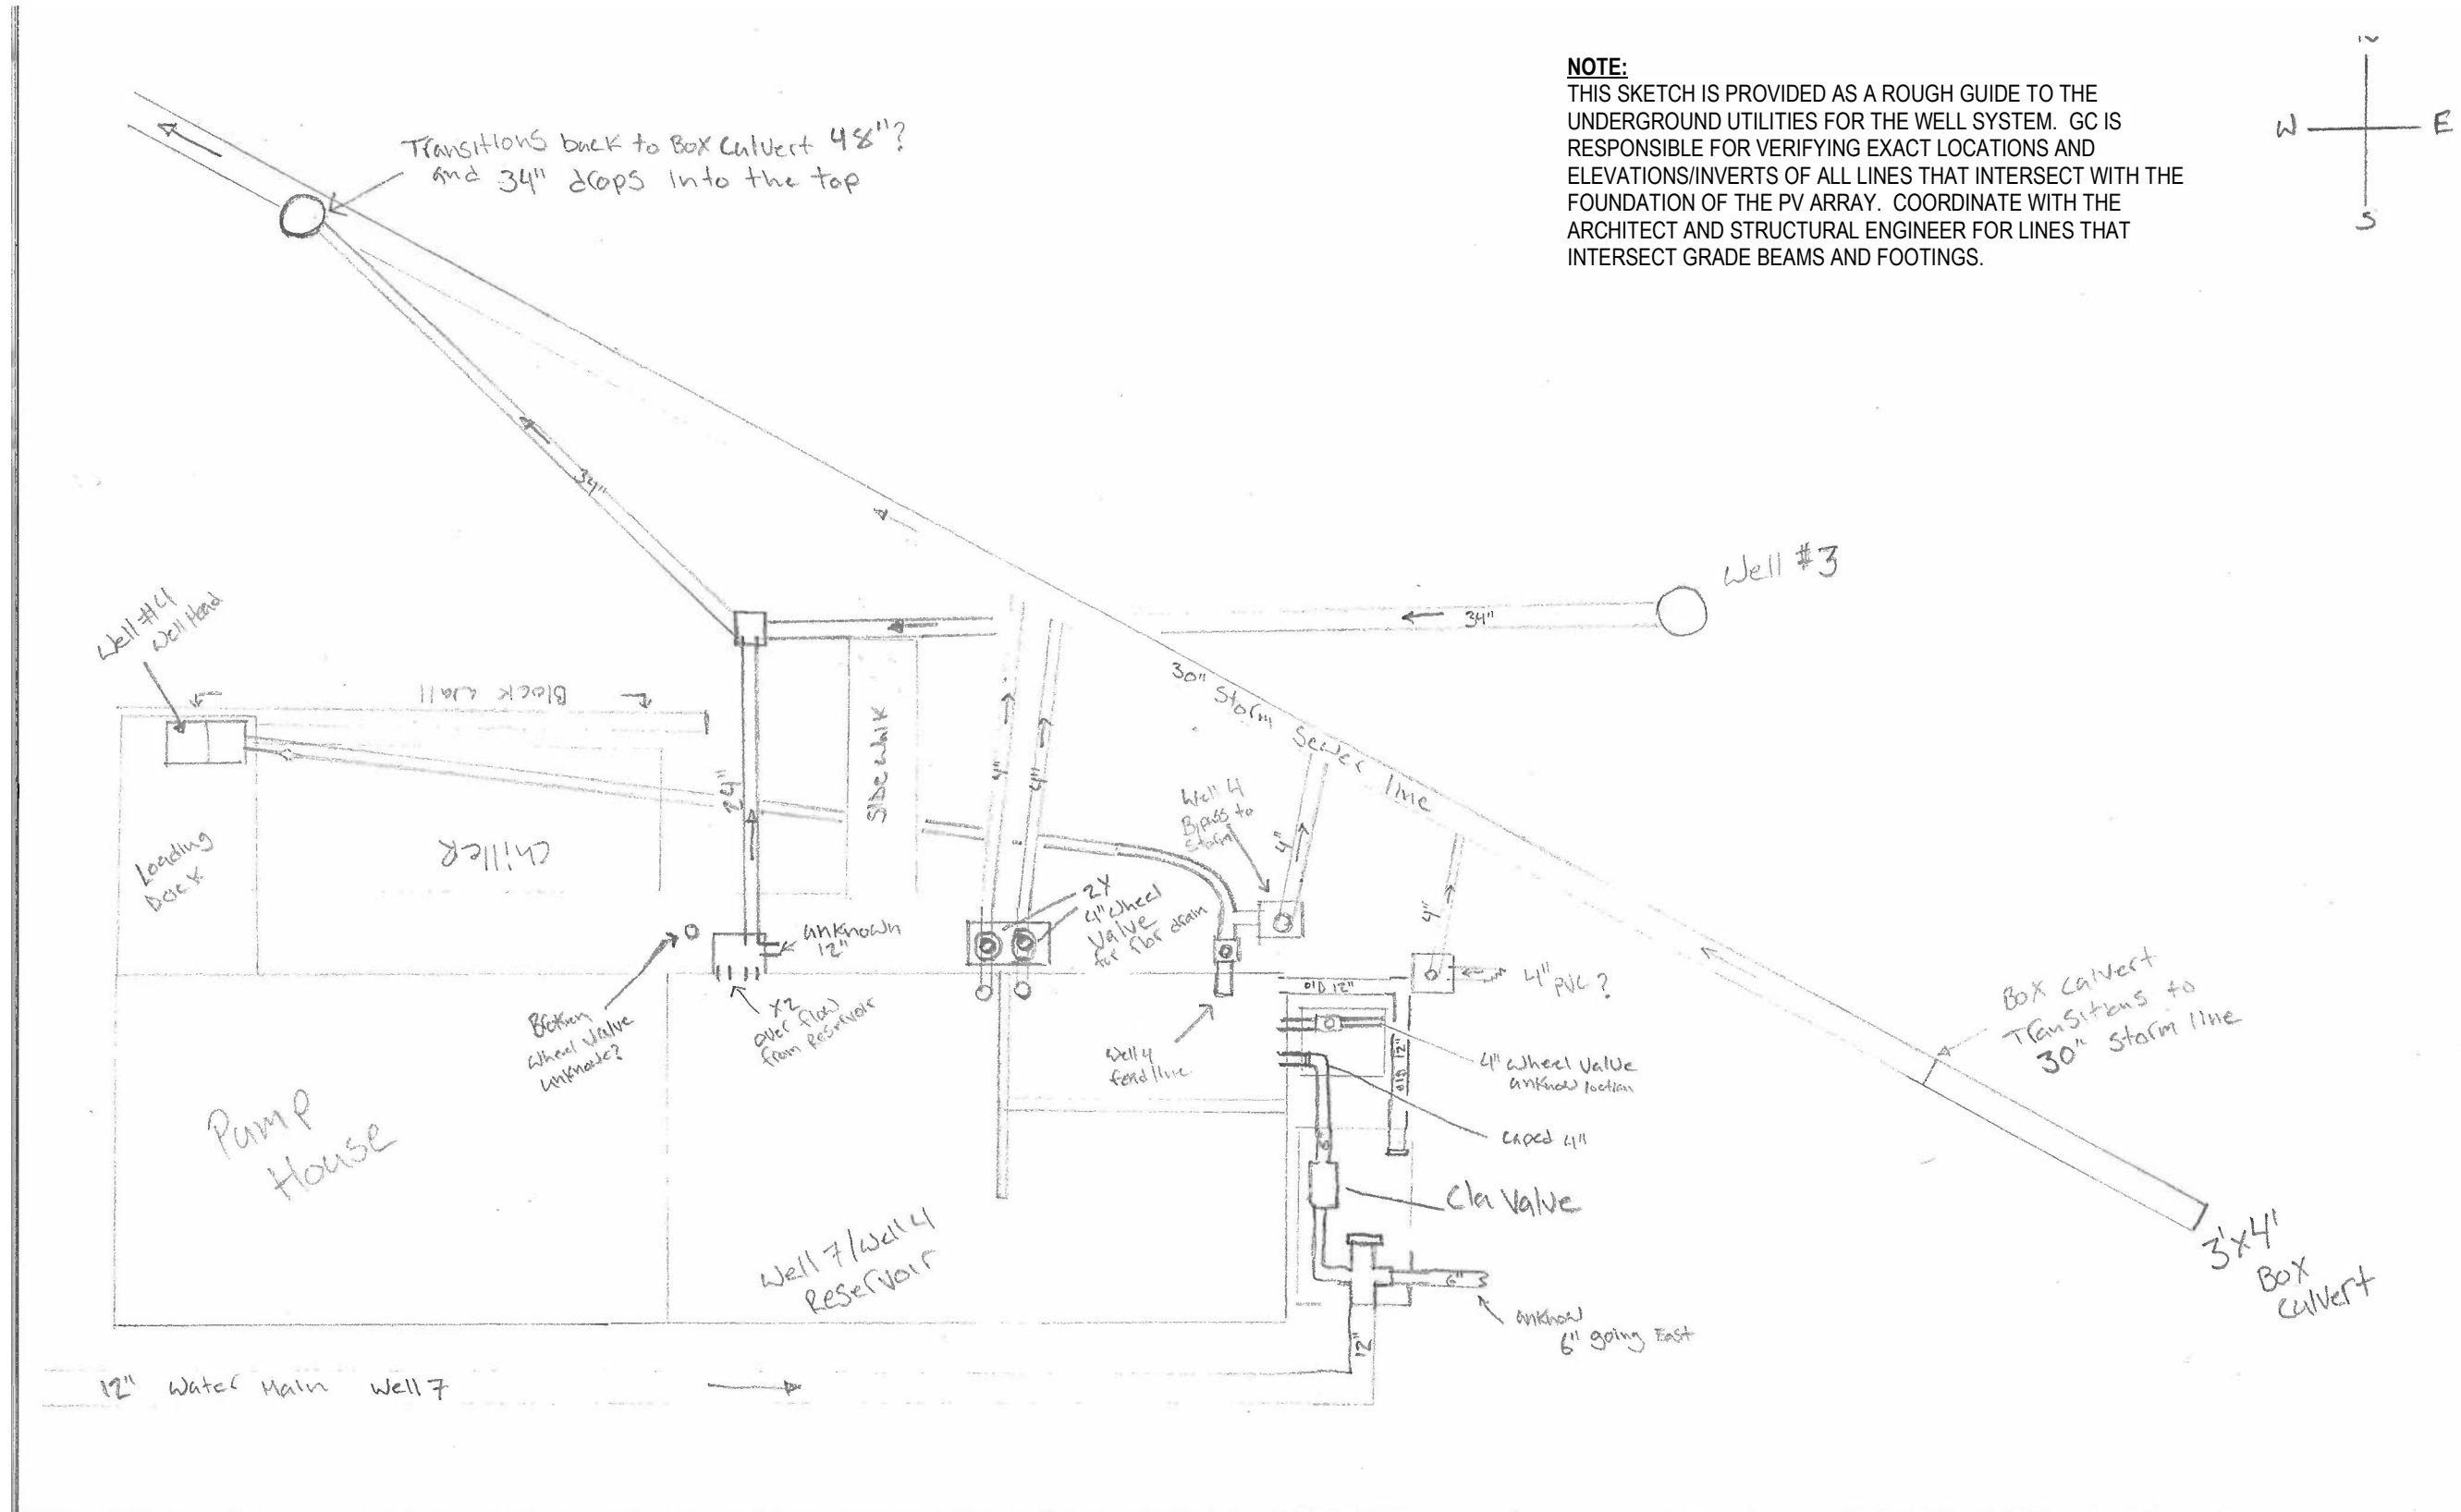 NOTE:
THIS SKETCH IS PROVIDED AS A ROUGH GUIDE TO THE
UNDERGROUND UTILITIES FOR THE WELL SYSTEM. GC IS
RESPONSIBLE FOR VERIFYING EXACT LOCATIONS AND
ELEVATIONS/INVERTS OF ALL LINES THAT INTERSECT WITH THE
FOUNDATION OF THE PV ARRAY. COORDINATE WITH THE
ARCHITECT AND STRUCTURAL ENGINEER FOR LINES THAT
INTERSECT GRADE BEAMS AND FOOTINGS.
W
E
S
Transitions back to Box Culvert 48"?
and 34" drops into the top
34"
Well #3
34"
Well #4
Well Head
Block Wall
30" Storm Sewer line
SIDEWALK
24"
4"
4"
Loading
Dock
Chiller
Well 4
Bipass to
Storm
4"
4"
2X
4" wheel
Valve
for flor drain
unknown
12"
Broken
wheel Valve
unknow?
X2
over flow
from Reservoir
Well 4
feed line
Old 12"
4" PVC?
Old 12"
4" wheel Valve
unknow loction
caped 4"
6"
Cla Valve
Box calvert
Transitions to
30" storm line
3'x4'
Box
culvert
Pump
House
Well 7/Well 4
Reservoir
6"
unknow
6" going East
12"
12" Water Main Well 7